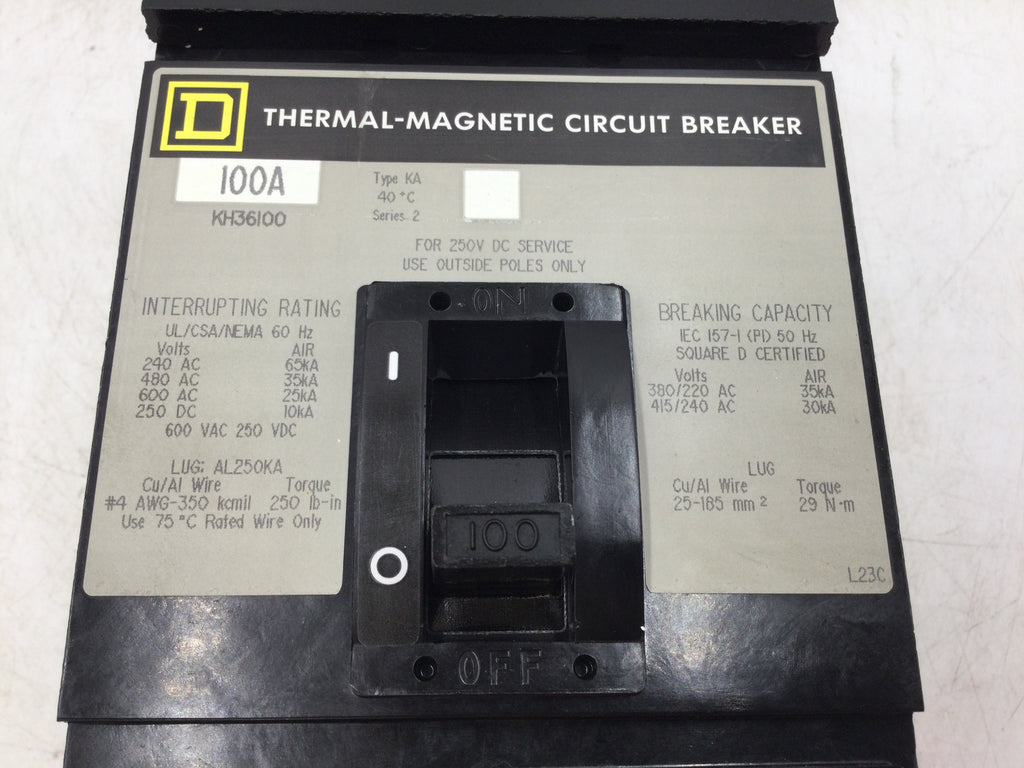 D THERMAL-MAGNETIC CIRCUIT BREAKER
100A
KH36100
Type KA
40 °C
Series 2
FOR 250V DC SERVICE
USE OUTSIDE POLES ONLY
INTERRUPTING RATING
UL/CSA/NEMA 60 Hz
Volts AIR
240 AC 65kA
480 AC 35kA
600 AC 25kA
250 DC 10kA
600 VAC 250 VDC
LUG: AL250KA
Cu/Al Wire Torque
#4 AWG-350 kcmil 250 lb-in
Use 75 °C Rated Wire Only
ON
I
100
O
OFF
BREAKING CAPACITY
IEC 157-1 (P1) 50 Hz
SQUARE D CERTIFIED
Volts AIR
380/220 AC 35kA
415/240 AC 30kA
LUG
Cu/Al Wire Torque
25-185 mm² 29 N·m
L23C